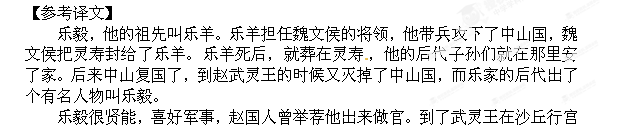 【参考译文】
乐毅，他的祖先叫乐羊。乐羊担任魏文侯的将领，他带兵攻下了中山国，魏
文侯把灵寿封给了乐羊。乐羊死后，就葬在灵寿，他的后代子孙们就在那里安
了家。后来中山复国了，到赵武灵王的时候又灭掉了中山国，而乐家的后代出了
个有名人物叫乐毅。
乐毅很贤能，喜好军事，赵国人曾举荐他出来做官。到了武灵王在沙丘行宫